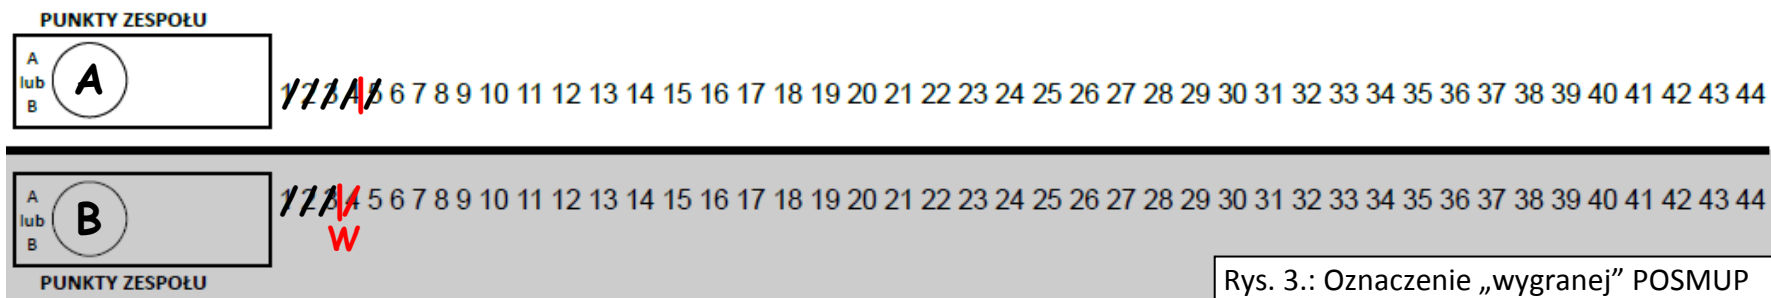 PUNKTY ZESPOŁU
A
lub
B
A
1 2 3 4 5 6 7 8 9 10 11 12 13 14 15 16 17 18 19 20 21 22 23 24 25 26 27 28 29 30 31 32 33 34 35 36 37 38 39 40 41 42 43 44
A
lub
B
B
1 2 3 4 5 6 7 8 9 10 11 12 13 14 15 16 17 18 19 20 21 22 23 24 25 26 27 28 29 30 31 32 33 34 35 36 37 38 39 40 41 42 43 44
W
PUNKTY ZESPOŁU
Rys. 3.: Oznaczenie „wygranej” POSMUP